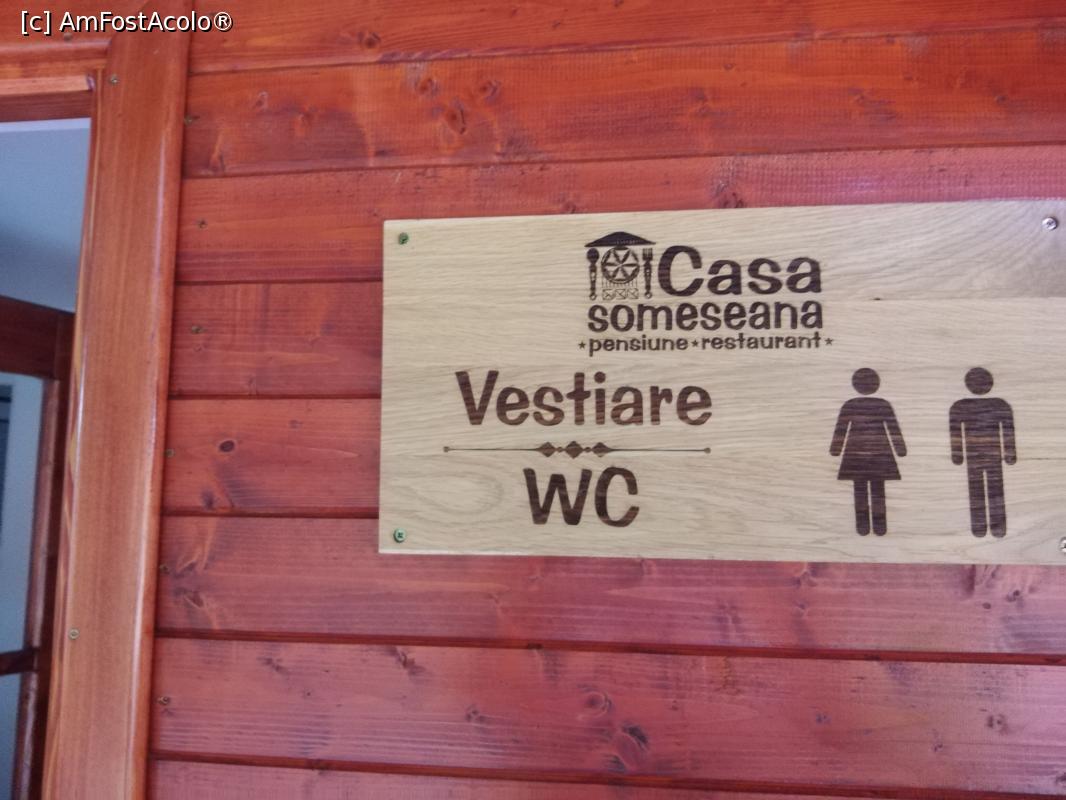 [c] AmFostAcolo®
Casa
someseana
★pensiune★restaurant★
Vestiare
WC